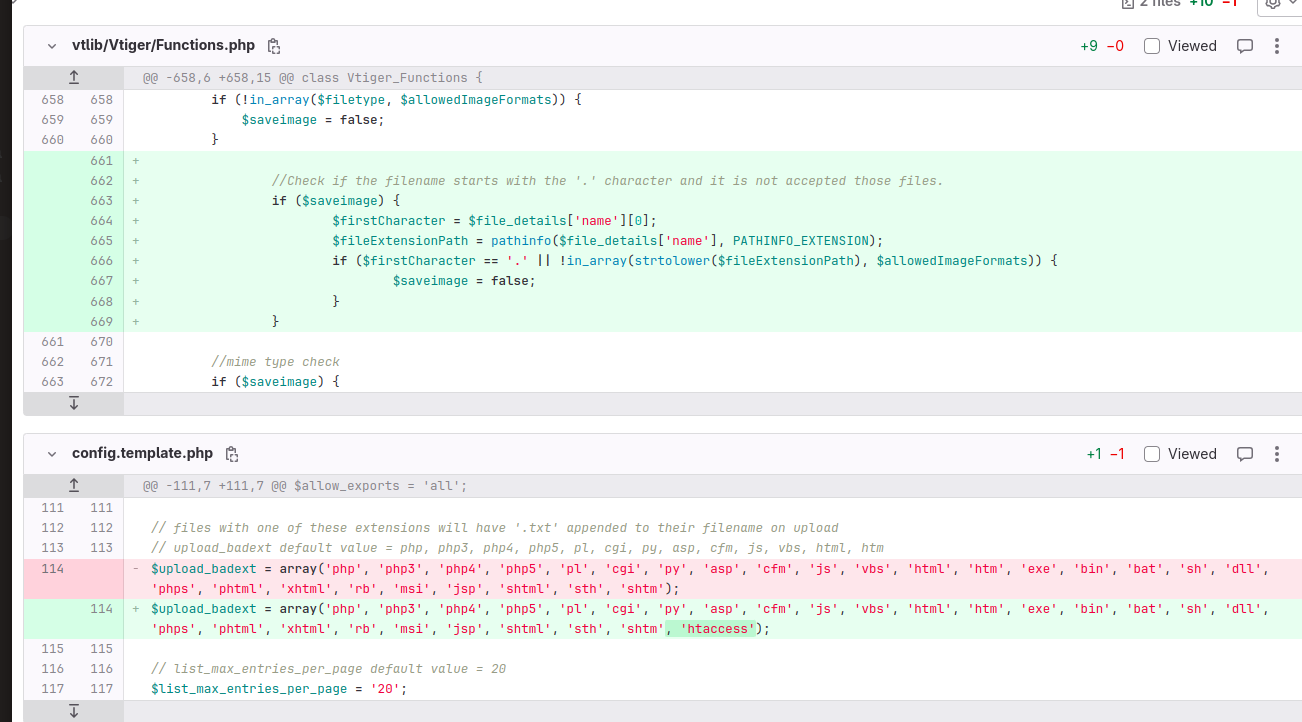 2 files +10 −1
vtlib/Vtiger/Functions.php +9 −0 Viewed
@@ -658,6 +658,15 @@ class Vtiger_Functions {
658 658 if (!in_array($filetype, $allowedImageFormats)) {
659 659 $saveimage = false;
660 660 }
661 +
662 + //Check if the filename starts with the '.' character and it is not accepted those files.
663 + if ($saveimage) {
664 + $firstCharacter = $file_details['name'][0];
665 + $fileExtensionPath = pathinfo($file_details['name'], PATHINFO_EXTENSION);
666 + if ($firstCharacter == '.' || !in_array(strtolower($fileExtensionPath), $allowedImageFormats)) {
667 + $saveimage = false;
668 + }
669 + }
661 670
662 671 //mime type check
663 672 if ($saveimage) {
config.template.php +1 −1 Viewed
@@ -111,7 +111,7 @@ $allow_exports = 'all';
111 111
112 112 // files with one of these extensions will have '.txt' appended to their filename on upload
113 113 // upload_badext default value = php, php3, php4, php5, pl, cgi, py, asp, cfm, js, vbs, html, htm
114 - $upload_badext = array('php', 'php3', 'php4', 'php5', 'pl', 'cgi', 'py', 'asp', 'cfm', 'js', 'vbs', 'html', 'htm', 'exe', 'bin', 'bat', 'sh', 'dll',
'phps', 'phtml', 'xhtml', 'rb', 'msi', 'jsp', 'shtml', 'sth', 'shtm');
114 + $upload_badext = array('php', 'php3', 'php4', 'php5', 'pl', 'cgi', 'py', 'asp', 'cfm', 'js', 'vbs', 'html', 'htm', 'exe', 'bin', 'bat', 'sh', 'dll',
'phps', 'phtml', 'xhtml', 'rb', 'msi', 'jsp', 'shtml', 'sth', 'shtm', 'htaccess');
115 115
116 116 // list_max_entries_per_page default value = 20
117 117 $list_max_entries_per_page = '20';